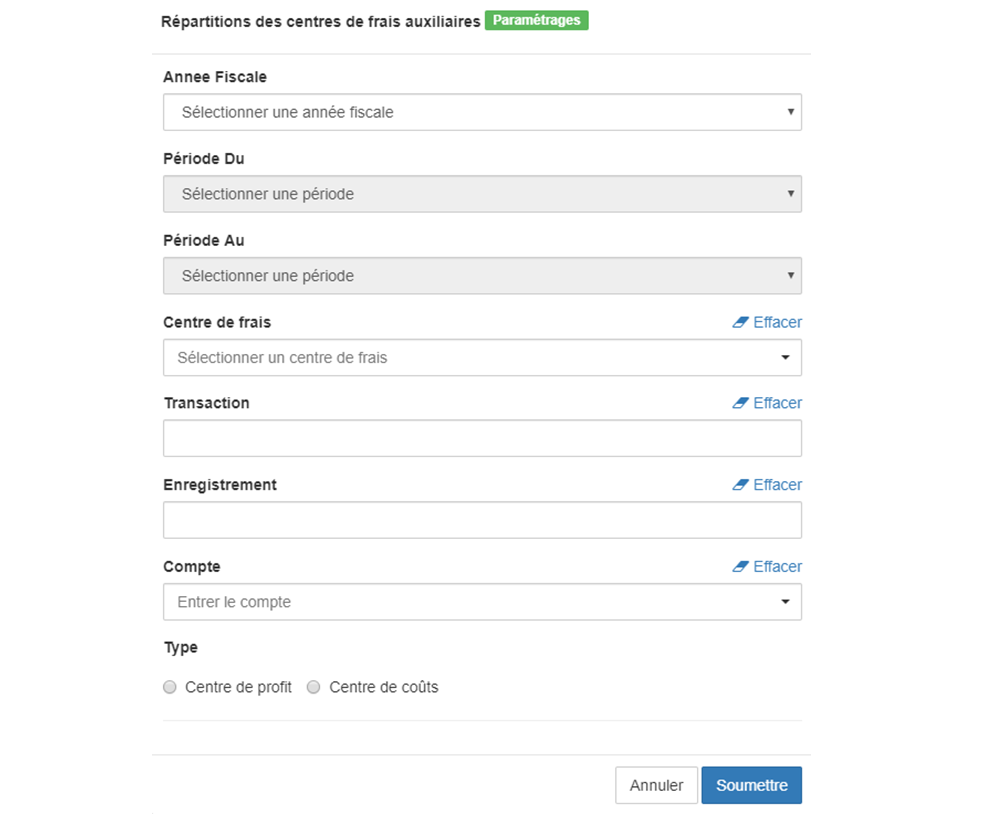 Répartitions des centres de frais auxiliaires Paramétrages
Annee Fiscale
Sélectionner une année fiscale
Période Du
Sélectionner une période
Période Au
Sélectionner une période
Centre de frais Effacer
Sélectionner un centre de frais
Transaction Effacer
Enregistrement Effacer
Compte Effacer
Entrer le compte
Type
Centre de profit Centre de coûts
Annuler Soumettre